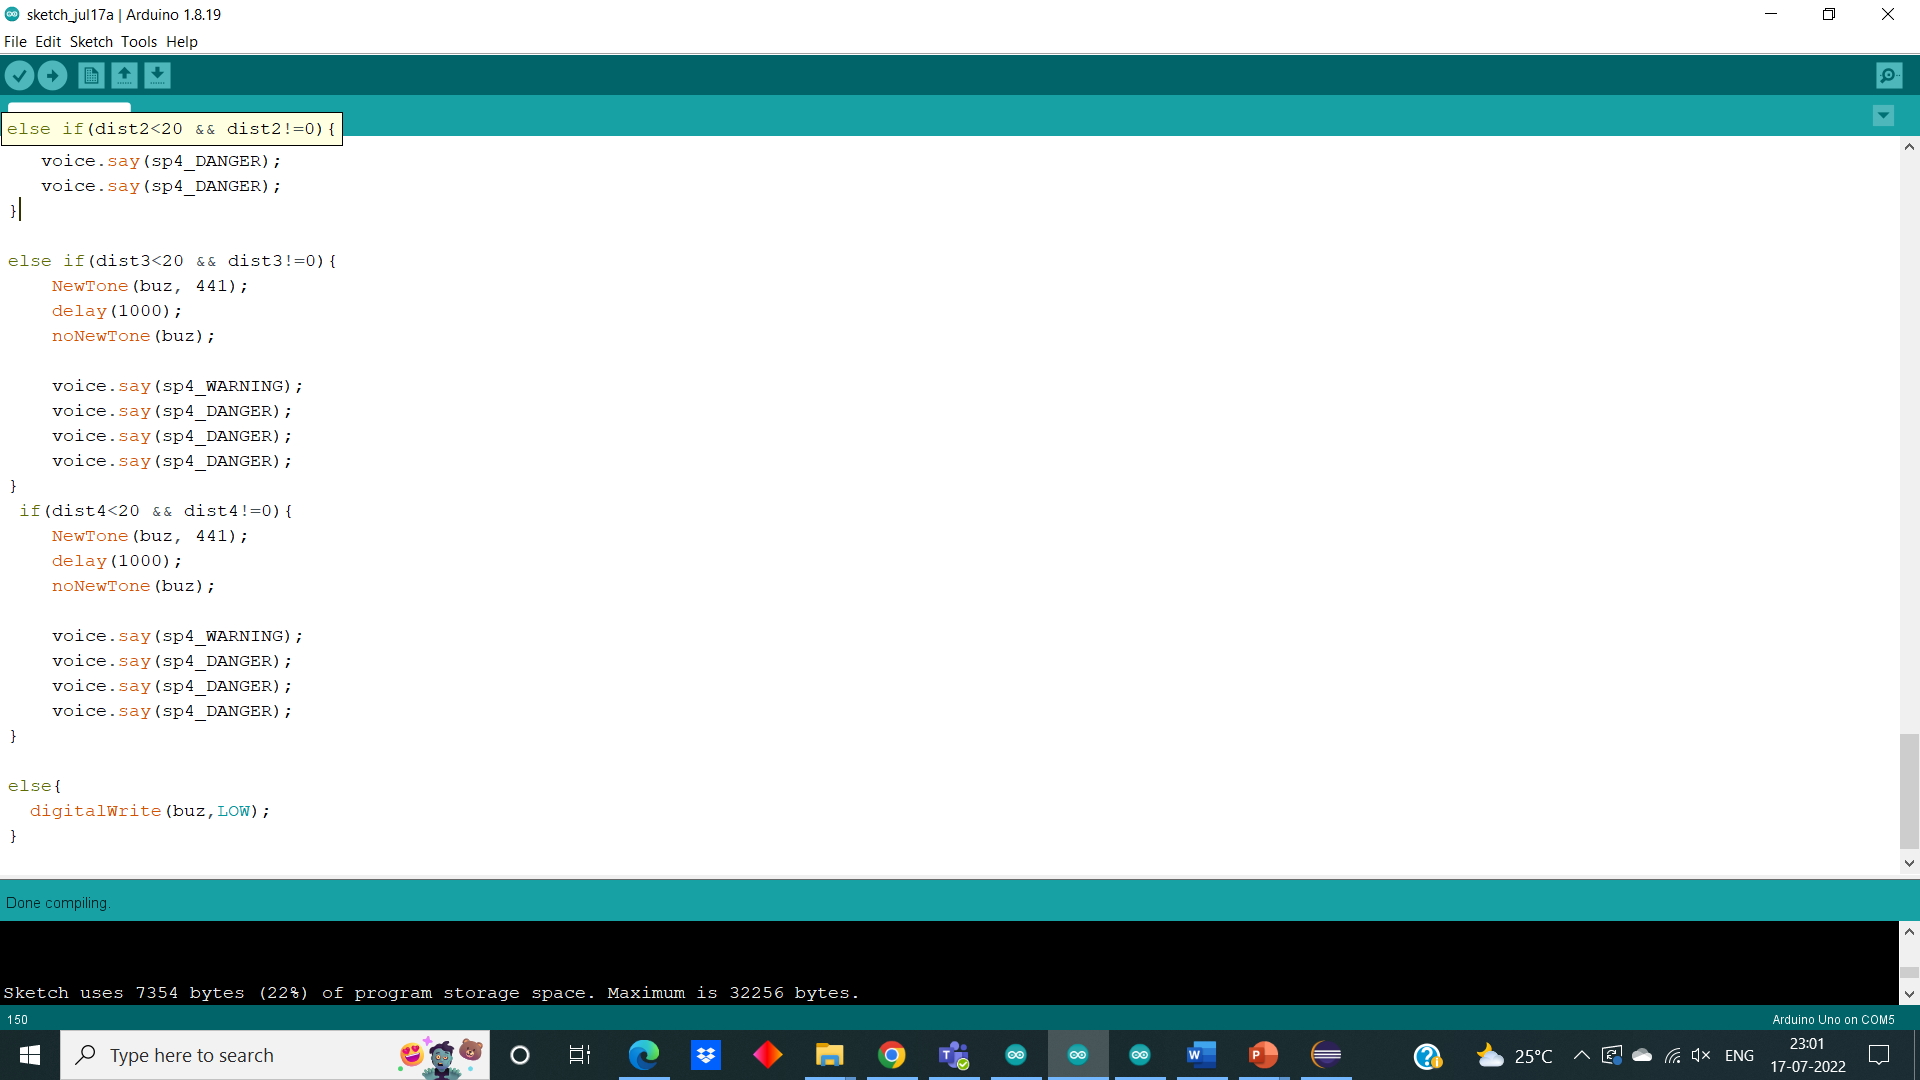 sketch_jul17a | Arduino 1.8.19
File Edit Sketch Tools Help
else if(dist2<20 && dist2!=0){
voice.say(sp4_DANGER);
voice.say(sp4_DANGER);
}
else if(dist3<20 && dist3!=0){
NewTone(buz, 441);
delay(1000);
noNewTone(buz);
voice.say(sp4_WARNING);
voice.say(sp4_DANGER);
voice.say(sp4_DANGER);
voice.say(sp4_DANGER);
}
if(dist4<20 && dist4!=0){
NewTone(buz, 441);
delay(1000);
noNewTone(buz);
voice.say(sp4_WARNING);
voice.say(sp4_DANGER);
voice.say(sp4_DANGER);
voice.say(sp4_DANGER);
}
else{
digitalWrite(buz,LOW);
}
Done compiling.
Sketch uses 7354 bytes (22%) of program storage space. Maximum is 32256 bytes.
150
Arduino Uno on COM5
Type here to search
25°C
ENG
23:01
17-07-2022